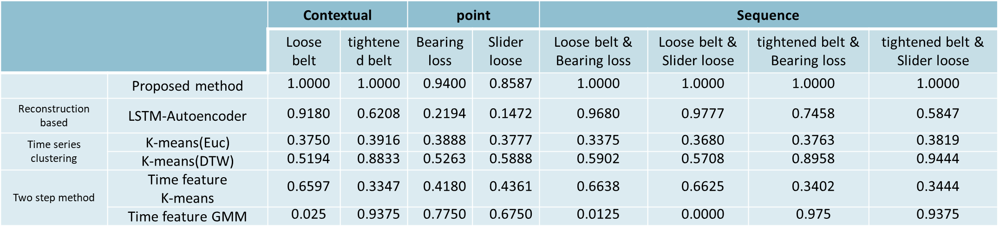 Contextual point Sequence
Loose belt tightene d belt Bearing loss Slider loose Loose belt & Bearing loss Loose belt & Slider loose tightened belt & Bearing loss tightened belt & Slider loose
Proposed method 1.0000 1.0000 0.9400 0.8587 1.0000 1.0000 1.0000 1.0000
Reconstruction based LSTM-Autoencoder 0.9180 0.6208 0.2194 0.1472 0.9680 0.9777 0.7458 0.5847
Time series clustering K-means(Euc) 0.3750 0.3916 0.3888 0.3777 0.3375 0.3680 0.3763 0.3819
K-means(DTW) 0.5194 0.8833 0.5263 0.5888 0.5902 0.5708 0.8958 0.9444
Two step method Time feature K-means 0.6597 0.3347 0.4180 0.4361 0.6638 0.6625 0.3402 0.3444
Time feature GMM 0.025 0.9375 0.7750 0.6750 0.0125 0.0000 0.975 0.9375